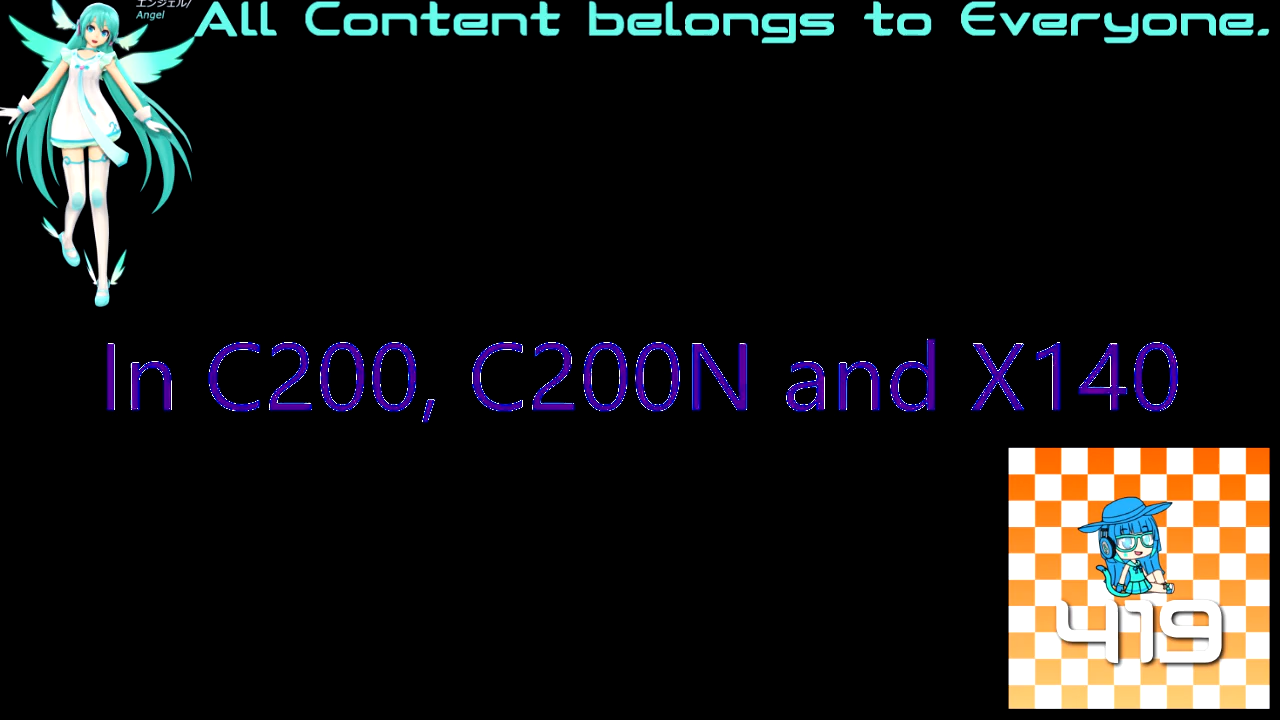 エンジェル/
Angel
All Content belongs to Everyone.
In C200, C200N and X140
419